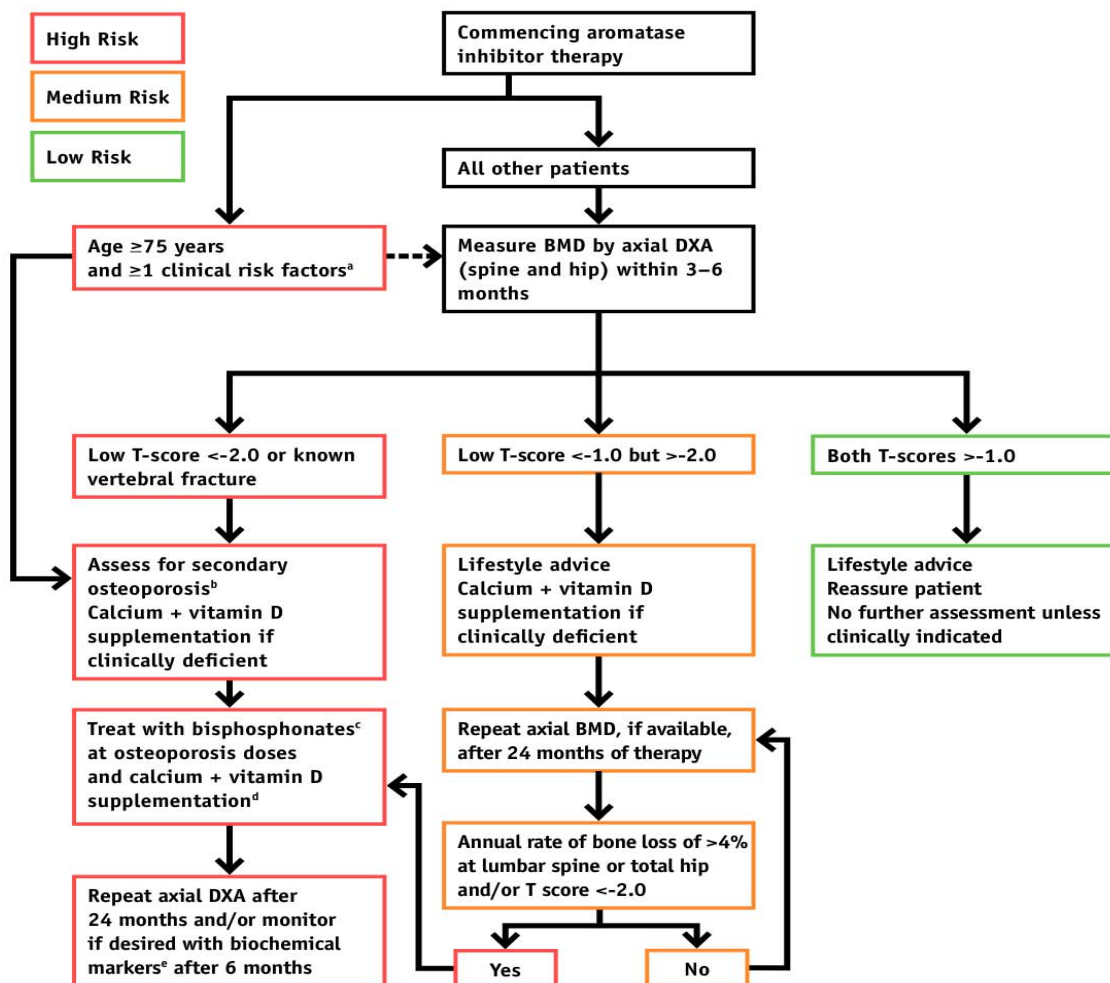 High Risk
Medium Risk
Low Risk
Commencing aromatase
inhibitor therapy
All other patients
Age ≥75 years
and ≥1 clinical risk factorsᵃ
Measure BMD by axial DXA
(spine and hip) within 3–6
months
Low T-score <-2.0 or known
vertebral fracture
Low T-score <-1.0 but >-2.0
Both T-scores >-1.0
Assess for secondary
osteoporosisᵇ
Calcium + vitamin D
supplementation if
clinically deficient
Lifestyle advice
Calcium + vitamin D
supplementation if
clinically deficient
Lifestyle advice
Reassure patient
No further assessment unless
clinically indicated
Treat with bisphosphonatesᶜ
at osteoporosis doses
and calcium + vitamin D
supplementationᵈ
Repeat axial BMD, if available,
after 24 months of therapy
Annual rate of bone loss of >4%
at lumbar spine or total hip
and/or T score <-2.0
Repeat axial DXA after
24 months and/or monitor
if desired with biochemical
markersᵉ after 6 months
Yes
No